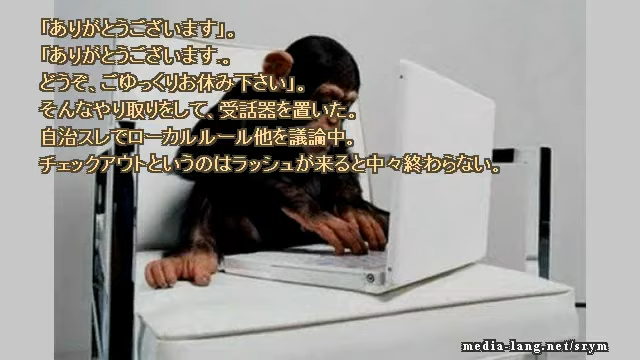 「ありがとうございます」。
「ありがとうございます.。
どうぞ、ごゆっくりお休み下さい」。
そんなやり取りをして、受話器を置いた。
自治スレでローカルルール他を議論中。
チェックアウトというのはラッシュが来ると中々終わらない。
media-lang.net/srym